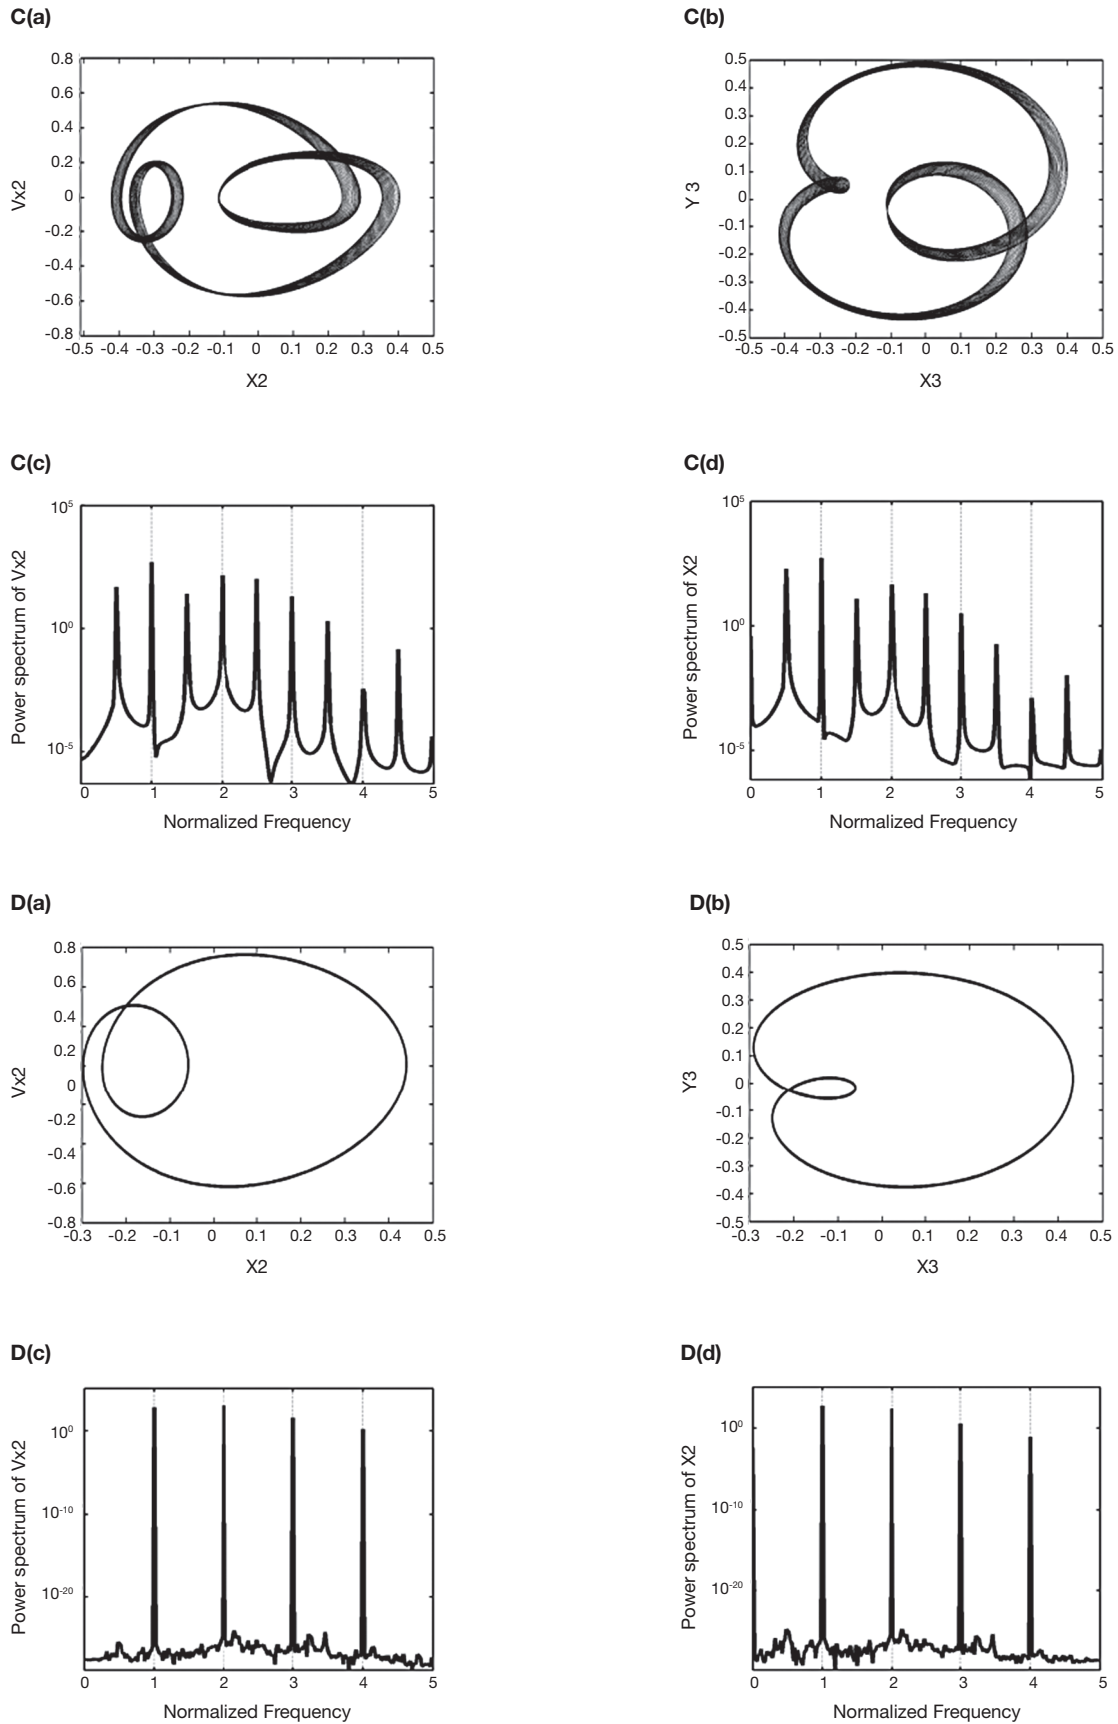 C(a)
0.8
0.6
0.4
0.2
0
-0.2
-0.4
-0.6
-0.8
Vx2
-0.5 -0.4 -0.3 -0.2 -0.1 0 0.1 0.2 0.3 0.4 0.5
X2
C(b)
0.5
0.4
0.3
0.2
0.1
0
-0.1
-0.2
-0.3
-0.4
-0.5
Y 3
-0.5 -0.4 -0.3 -0.2 -0.1 0 0.1 0.2 0.3 0.4 0.5
X3
C(c)
10⁵
10⁰
10⁻⁵
Power spectrum of Vx2
0 1 2 3 4 5
Normalized Frequency
C(d)
10⁵
10⁰
10⁻⁵
Power spectrum of X2
0 1 2 3 4 5
Normalized Frequency
D(a)
0.8
0.6
0.4
0.2
0
-0.2
-0.4
-0.6
-0.8
Vx2
-0.3 -0.2 -0.1 0 0.1 0.2 0.3 0.4 0.5
X2
D(b)
0.5
0.4
0.3
0.2
0.1
0
-0.1
-0.2
-0.3
-0.4
-0.5
Y3
-0.3 -0.2 -0.1 0 0.1 0.2 0.3 0.4 0.5
X3
D(c)
10⁰
10⁻¹⁰
10⁻²⁰
Power spectrum of Vx2
0 1 2 3 4 5
Normalized Frequency
D(d)
10⁰
10⁻¹⁰
10⁻²⁰
Power spectrum of X2
0 1 2 3 4 5
Normalized Frequency